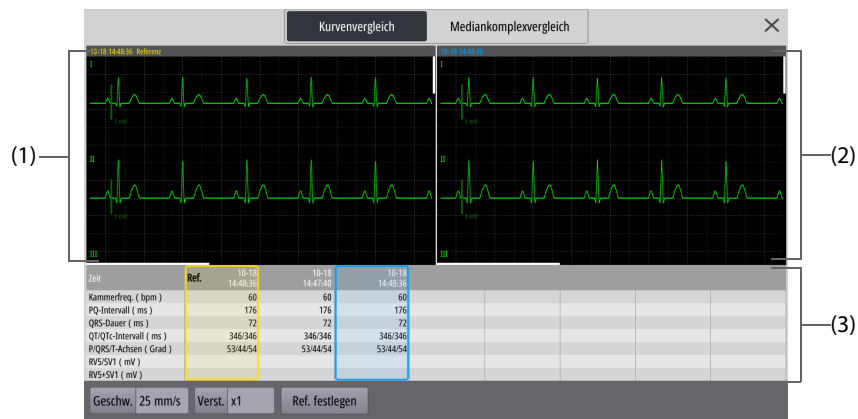 Kurvenvergleich Mediankomplexvergleich
10-18 14:48:36 Referenz
10-18 14:48:36
I
I
1 mV
1 mV
(1)
(2)
II
II
1 mV
1 mV
III
III
Zeit Ref. 10-18 14:48:36 10-18 14:47:40 10-18 14:48:36
Kammerfreq. ( bpm ) 60 60 60
PQ-Intervall ( ms ) 176 176 176
QRS-Dauer ( ms ) 72 72 72
(3)
QT/QTc-Intervall ( ms ) 346/346 346/346 346/346
P/QRS/T-Achsen ( Grad ) 53/44/54 53/44/54 53/44/54
RV5/SV1 ( mV )
RV5+SV1 ( mV )
Geschw. 25 mm/s Verst. x1 Ref. festlegen